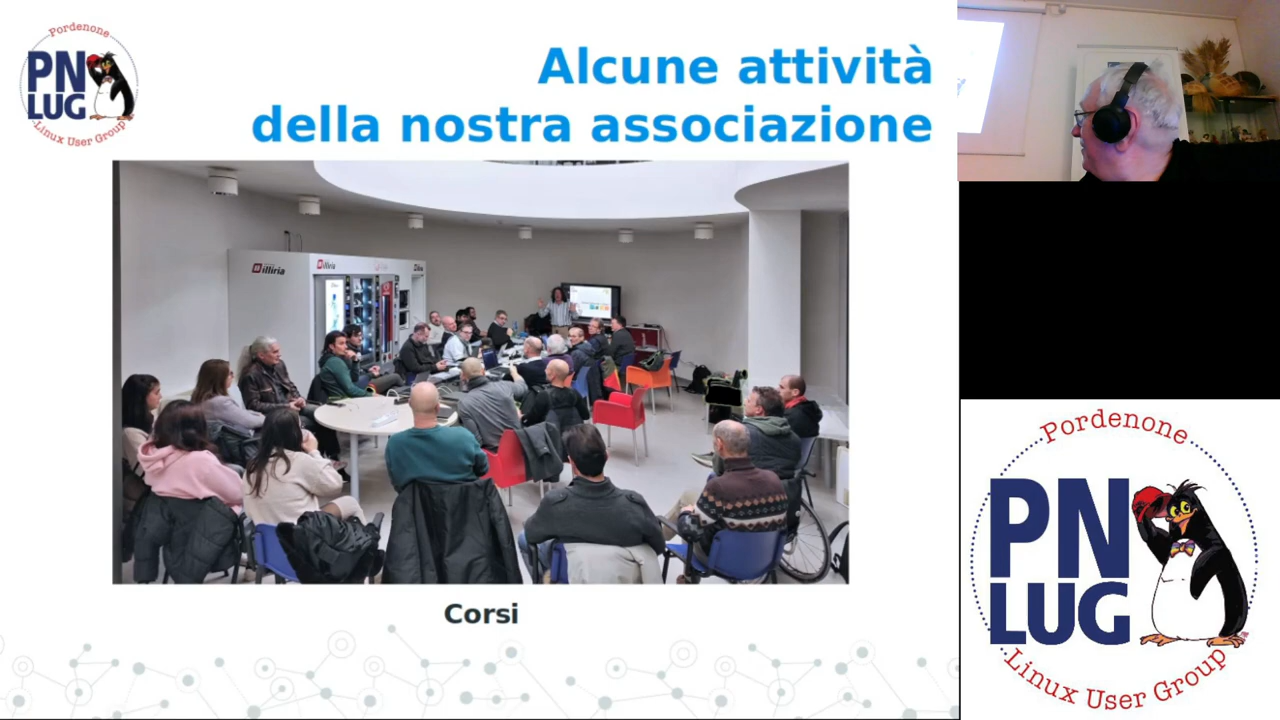 Pordenone
PN
LUG
Linux User Group
Alcune attività
della nostra associazione
illiria
illiria
Corsi
Pordenone
PN
LUG
Linux User Group